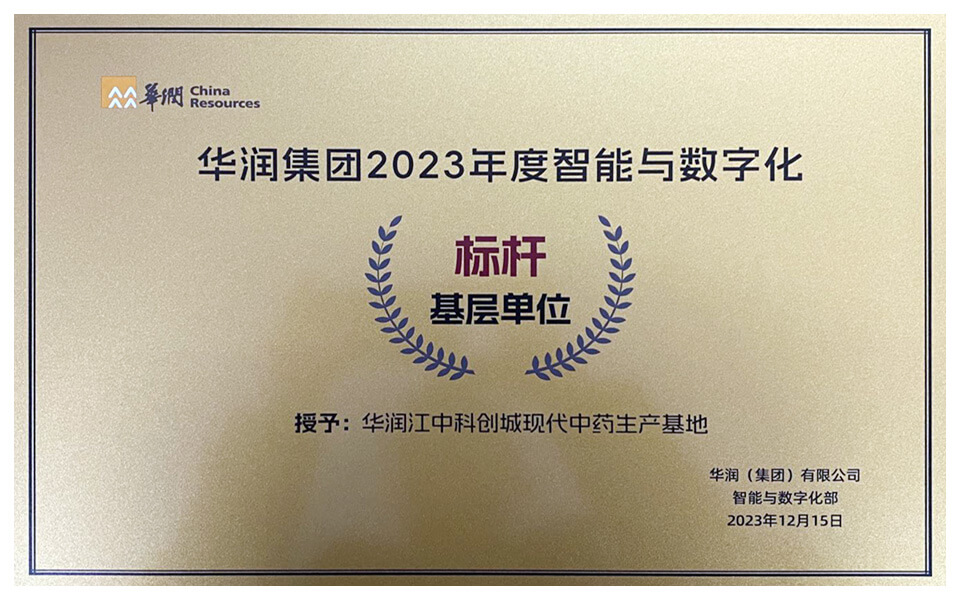 華潤 China
Resources
华润集团2023年度智能与数字化
标杆
基层单位
授予：华润江中科创城现代中药生产基地
华润（集团）有限公司
智能与数字化部
2023年12月15日